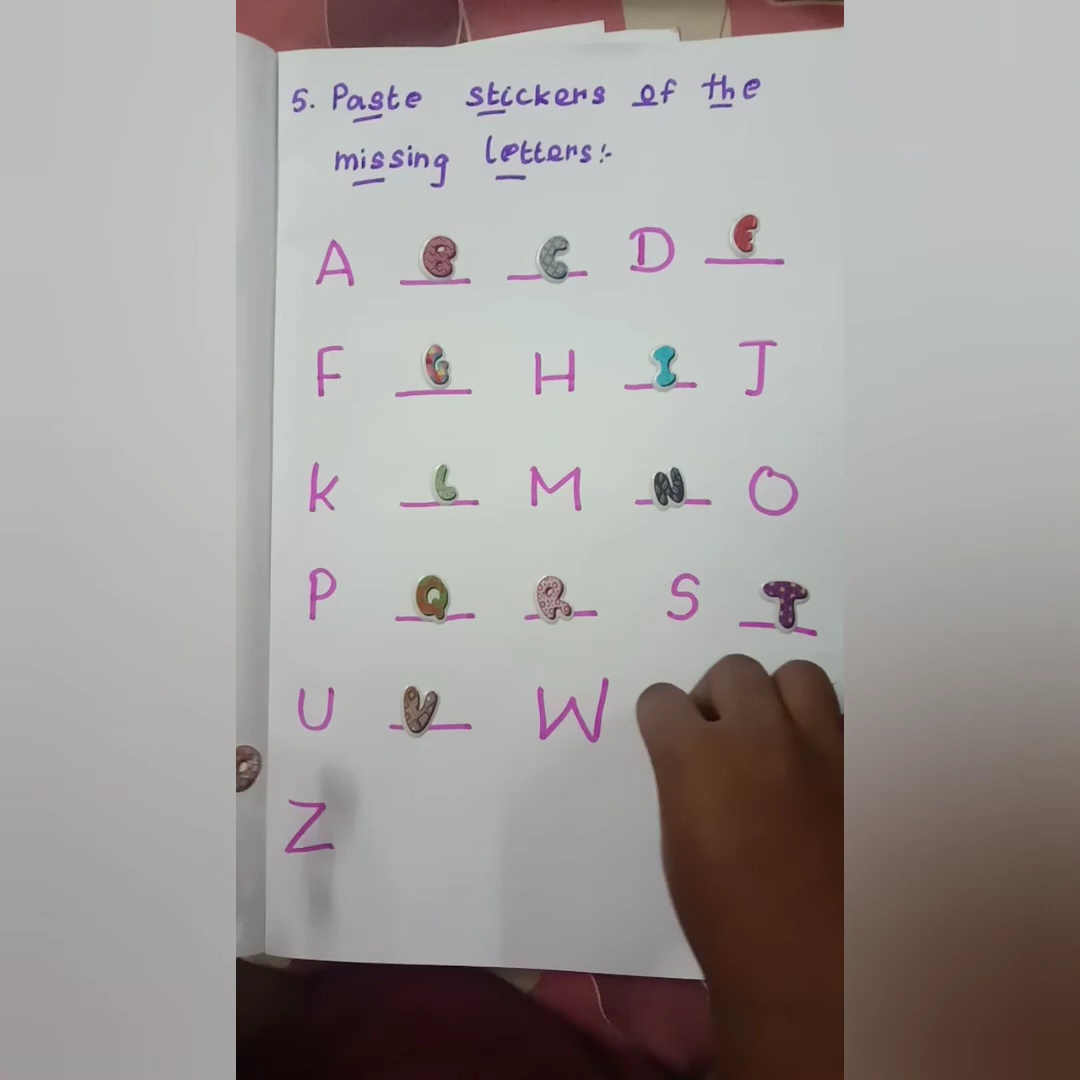 5. Paste stickers of the
missing letters:-
A B C D E
F G H I J
K L M N O
P Q R S T
U V W
Z